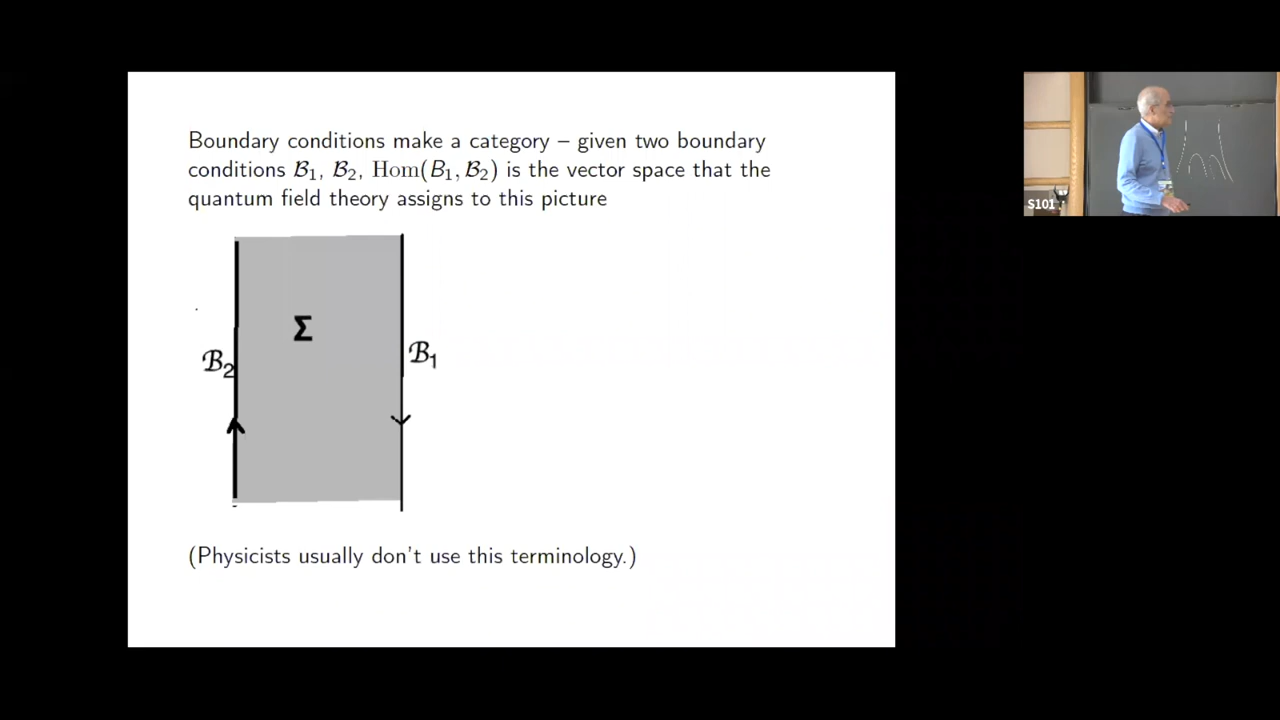 Boundary conditions make a category – given two boundary
conditions ℬ₁, ℬ₂, Hom(B₁, ℬ₂) is the vector space that the
quantum field theory assigns to this picture
Σ
ℬ₂
ℬ₁
(Physicists usually don't use this terminology.)
S101